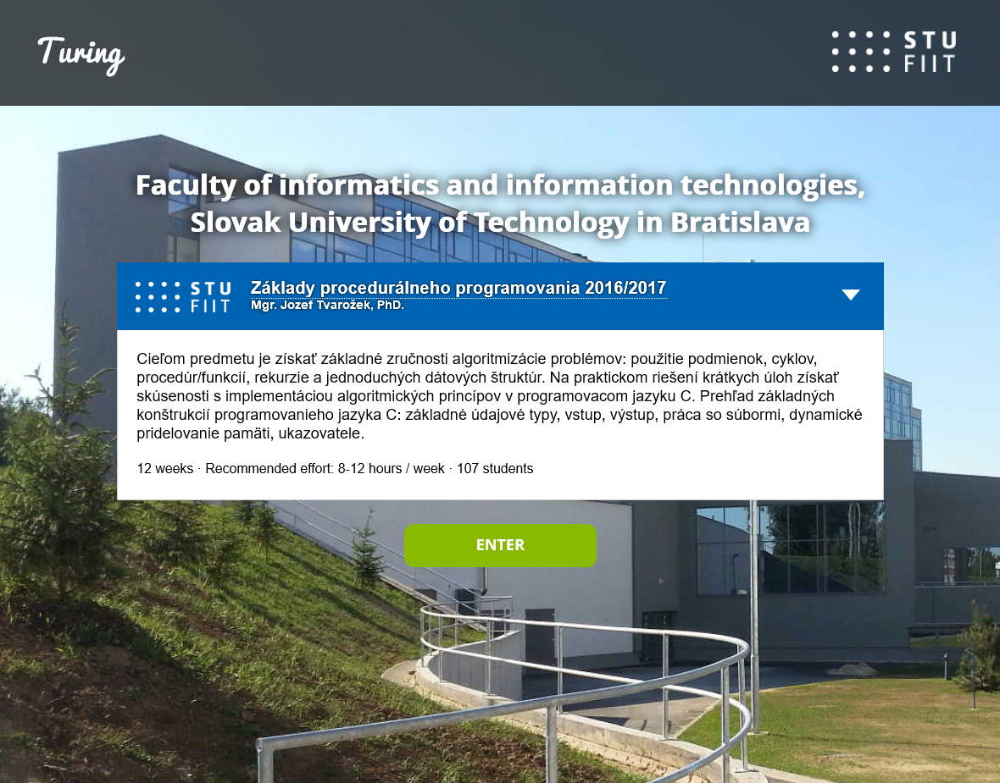 Turing
STU
FIIT
Faculty of informatics and information technologies,
Slovak University of Technology in Bratislava
STU
FIIT
Základy procedurálneho programovania 2016/2017
Mgr. Jozef Tvarožek, PhD.
Cieľom predmetu je získať základné zručnosti algoritmizácie problémov: použitie podmienok, cyklov,
procedúr/funkcií, rekurzie a jednoduchých dátových štruktúr. Na praktickom riešení krátkych úloh získať
skúsenosti s implementáciou algoritmických princípov v programovacom jazyku C. Prehľad základných
konštrukcií programovanieho jazyka C: základné údajové typy, vstup, výstup, práca so súbormi, dynamické
pridelovanie pamäti, ukazovatele.
12 weeks · Recommended effort: 8-12 hours / week · 107 students
ENTER